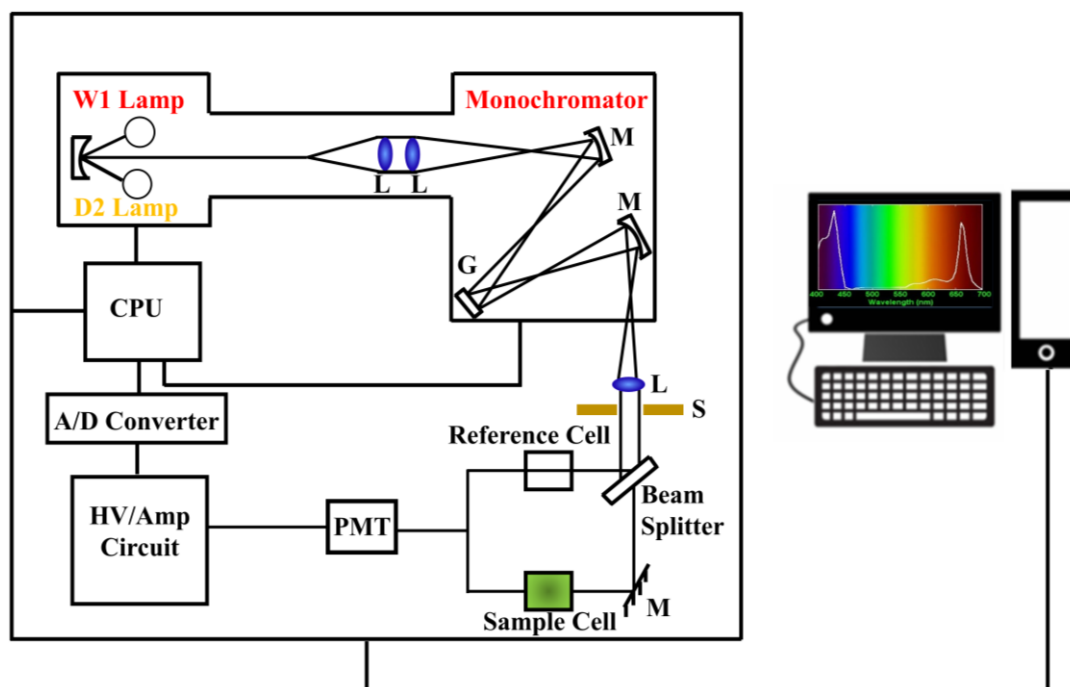 W1 Lamp
Monochromator
M
L L
D2 Lamp
M
G
CPU
400 450 500 550 600 650 700
Wavelength (nm)
L
S
A/D Converter
Reference Cell
Beam
Splitter
HV/Amp
Circuit
PMT
M
Sample Cell